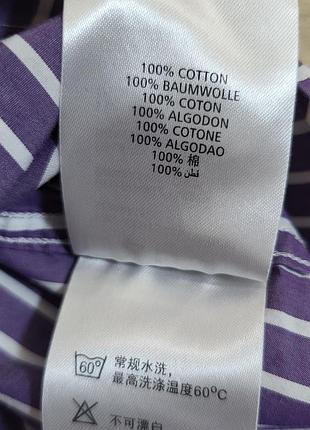 100% COTTON
100% BAUMWOLLE
100% COTON
100% ALGODON
100% COTONE
100% ALGODAO
100% 棉
100% قطن
60°
常规水洗，
最高洗涤温度60℃
不可漂白